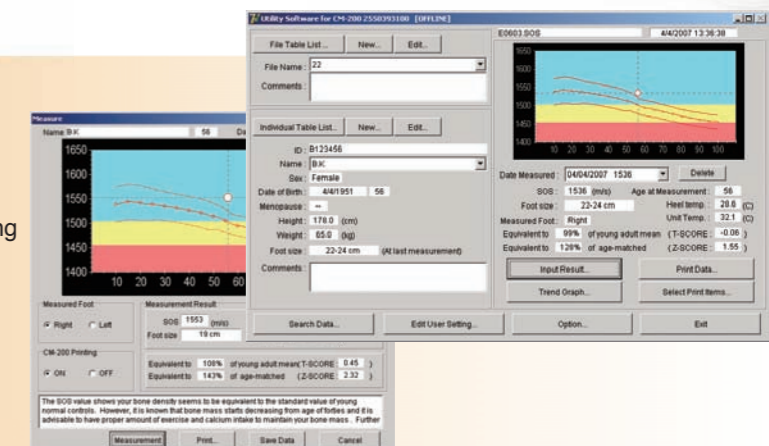 ng
Utility Software for CM-200 2550393100 [OFFLINE]
File Table List... New... Edit...
File Name : 22
Comments :
Individual Table List... New... Edit...
ID : B123456
Name : B.K
Sex : Female
Date of Birth : 4/4/1951 56
Menopause : --
Height : 178.0 (cm)
Weight : 65.0 (kg)
Foot size : 22-24 cm (At last measurement)
Comments :
E0603.SOS 4/4/2007 13:36:38
1650
1600
1550
1500
1450
1400
10 20 30 40 50 60 70 80 90 100
Date Measured : 04/04/2007 1536 Delete
SOS : 1536 (m/s) Age at Measurement : 56
Foot size : 22-24 cm Heel temp. : 28.6 (C)
Measured Foot : Right Unit Temp. : 32.1 (C)
Equivalent to 99% of young adult mean (T-SCORE : -0.06 )
Equivalent to 128% of age-matched (Z-SCORE : 1.55 )
Input Result... Print Data...
Trend Graph... Select Print Items...
Search Data... Edit User Setting... Option... Exit
Measure
Name B.K 56 Da
1650
1600
1550
1500
1450
1400
10 20 30 40 50 60
Measured Foot
Right Left
CM-200 Printing
ON OFF
Measurement Result
SOS 1553 (m/s)
Foot size 19 cm
Equivalent to 108% of young adult mean (T-SCORE 0.45 )
Equivalent to 143% of age-matched (Z-SCORE 2.32 )
The SOS value shows your bone density seems to be equivalent to the standard value of young
normal controls. However, it is known that bone mass starts decreasing from age of forties and it is
advisable to have proper amount of exercise and calcium intake to maintain your bone mass . Further
Measurement Print... Save Data Cancel